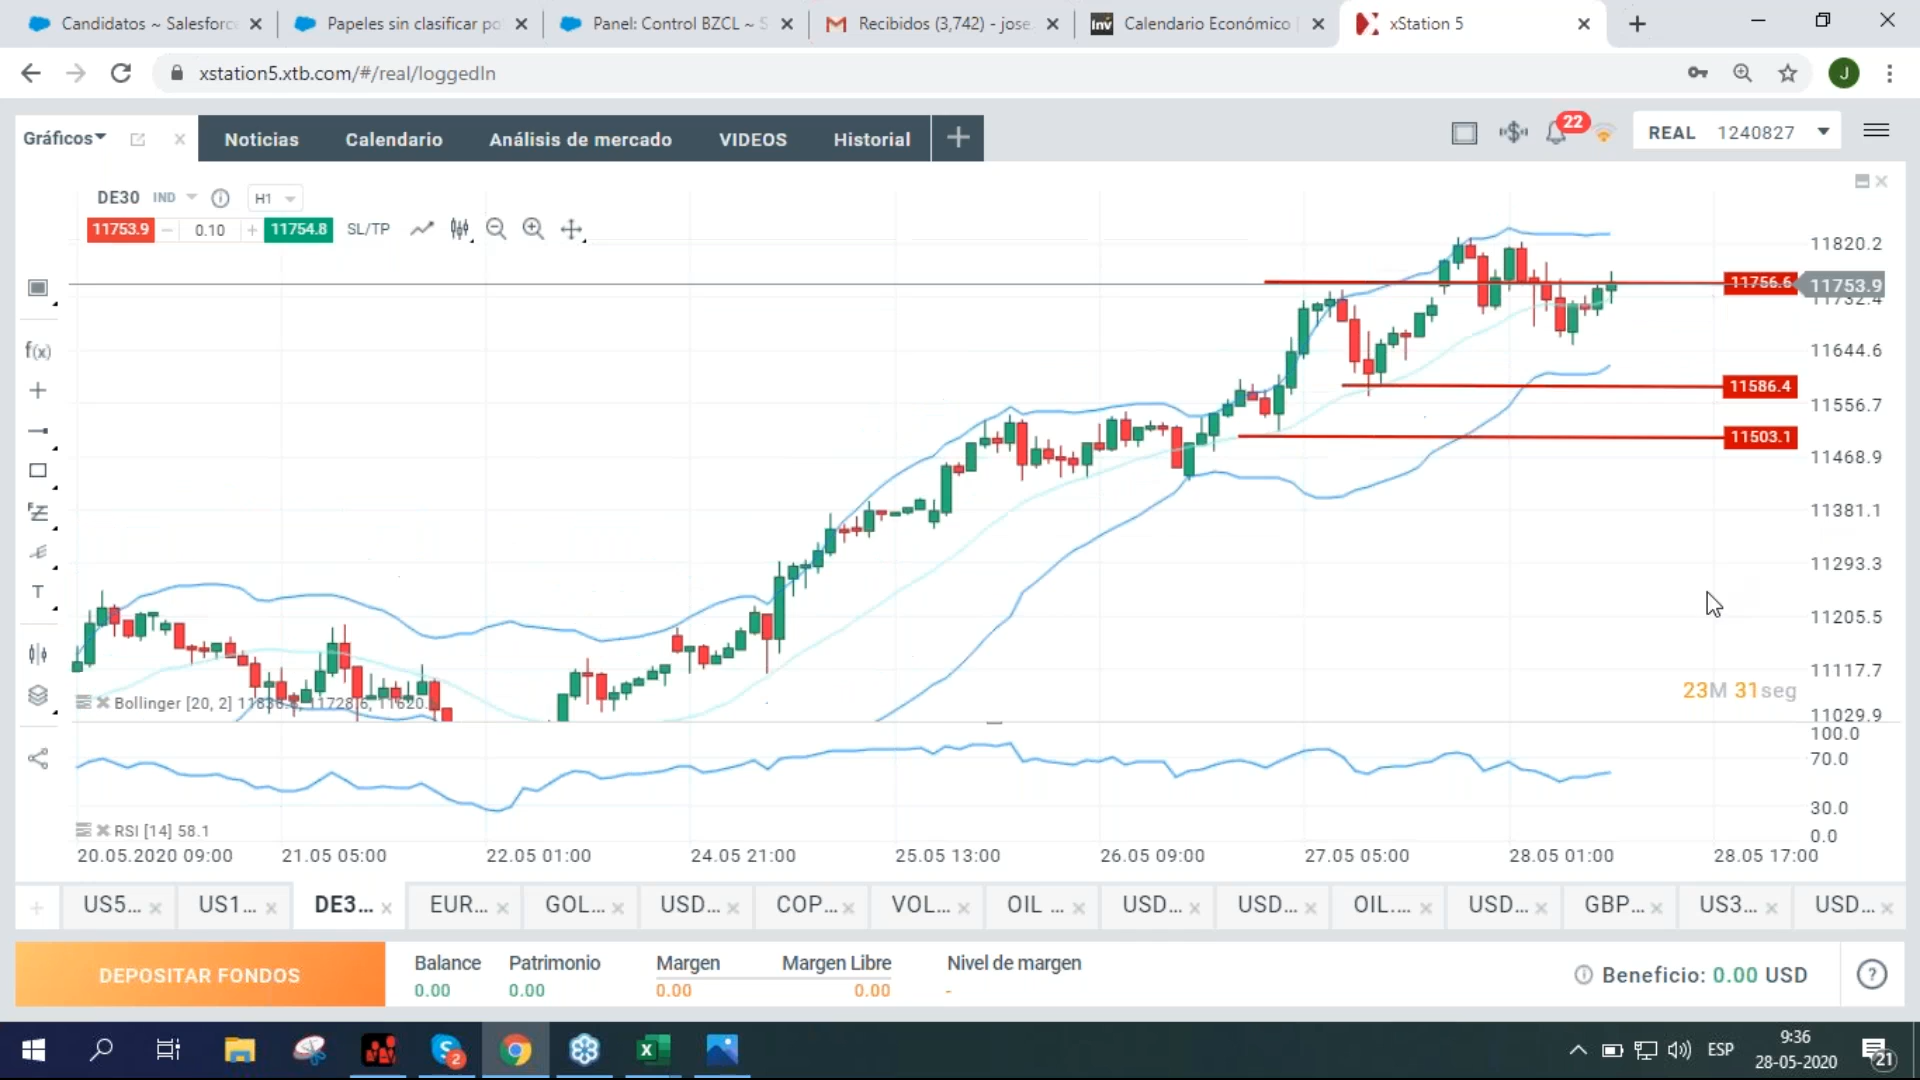 Candidatos ~ Salesforce
Papeles sin clasificar po
Panel: Control BZCL ~ S
Recibidos (3,742) - jose.
Inv
Calendario Económico
xStation 5
xstation5.xtb.com/#/real/loggedIn
J
Gráficos
Noticias
Calendario
Análisis de mercado
VIDEOS
Historial
22
REAL 1240827
DE30 IND
H1
11753.9
0.10
11754.8
SL/TP
f(x)
T
11820.2
11756.6
11753.9
11732.4
11644.6
11586.4
11556.7
11503.1
11468.9
11381.1
11293.3
11205.5
11117.7
11029.9
23M 31seg
100.0
70.0
30.0
0.0
RSI [14] 58.1
20.05.2020 09:00
21.05 05:00
22.05 01:00
24.05 21:00
25.05 13:00
26.05 09:00
27.05 05:00
28.05 01:00
28.05 17:00
US5...
US1...
DE3...
EUR...
GOL...
USD...
COP...
VOL...
OIL ...
USD...
USD...
OIL....
USD...
GBP...
US3...
USD...
DEPOSITAR FONDOS
Balance
0.00
Patrimonio
0.00
Margen
0.00
Margen Libre
0.00
Nivel de margen
-
Beneficio: 0.00 USD
?
2
ESP
9:36
28-05-2020
21